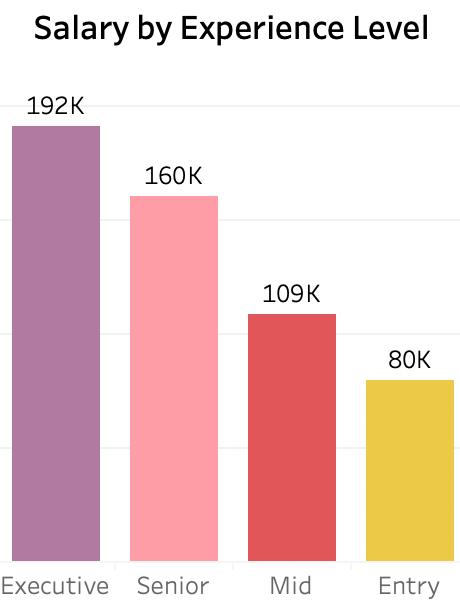 Salary by Experience Level
192K
160K
109K
80K
Executive Senior Mid Entry